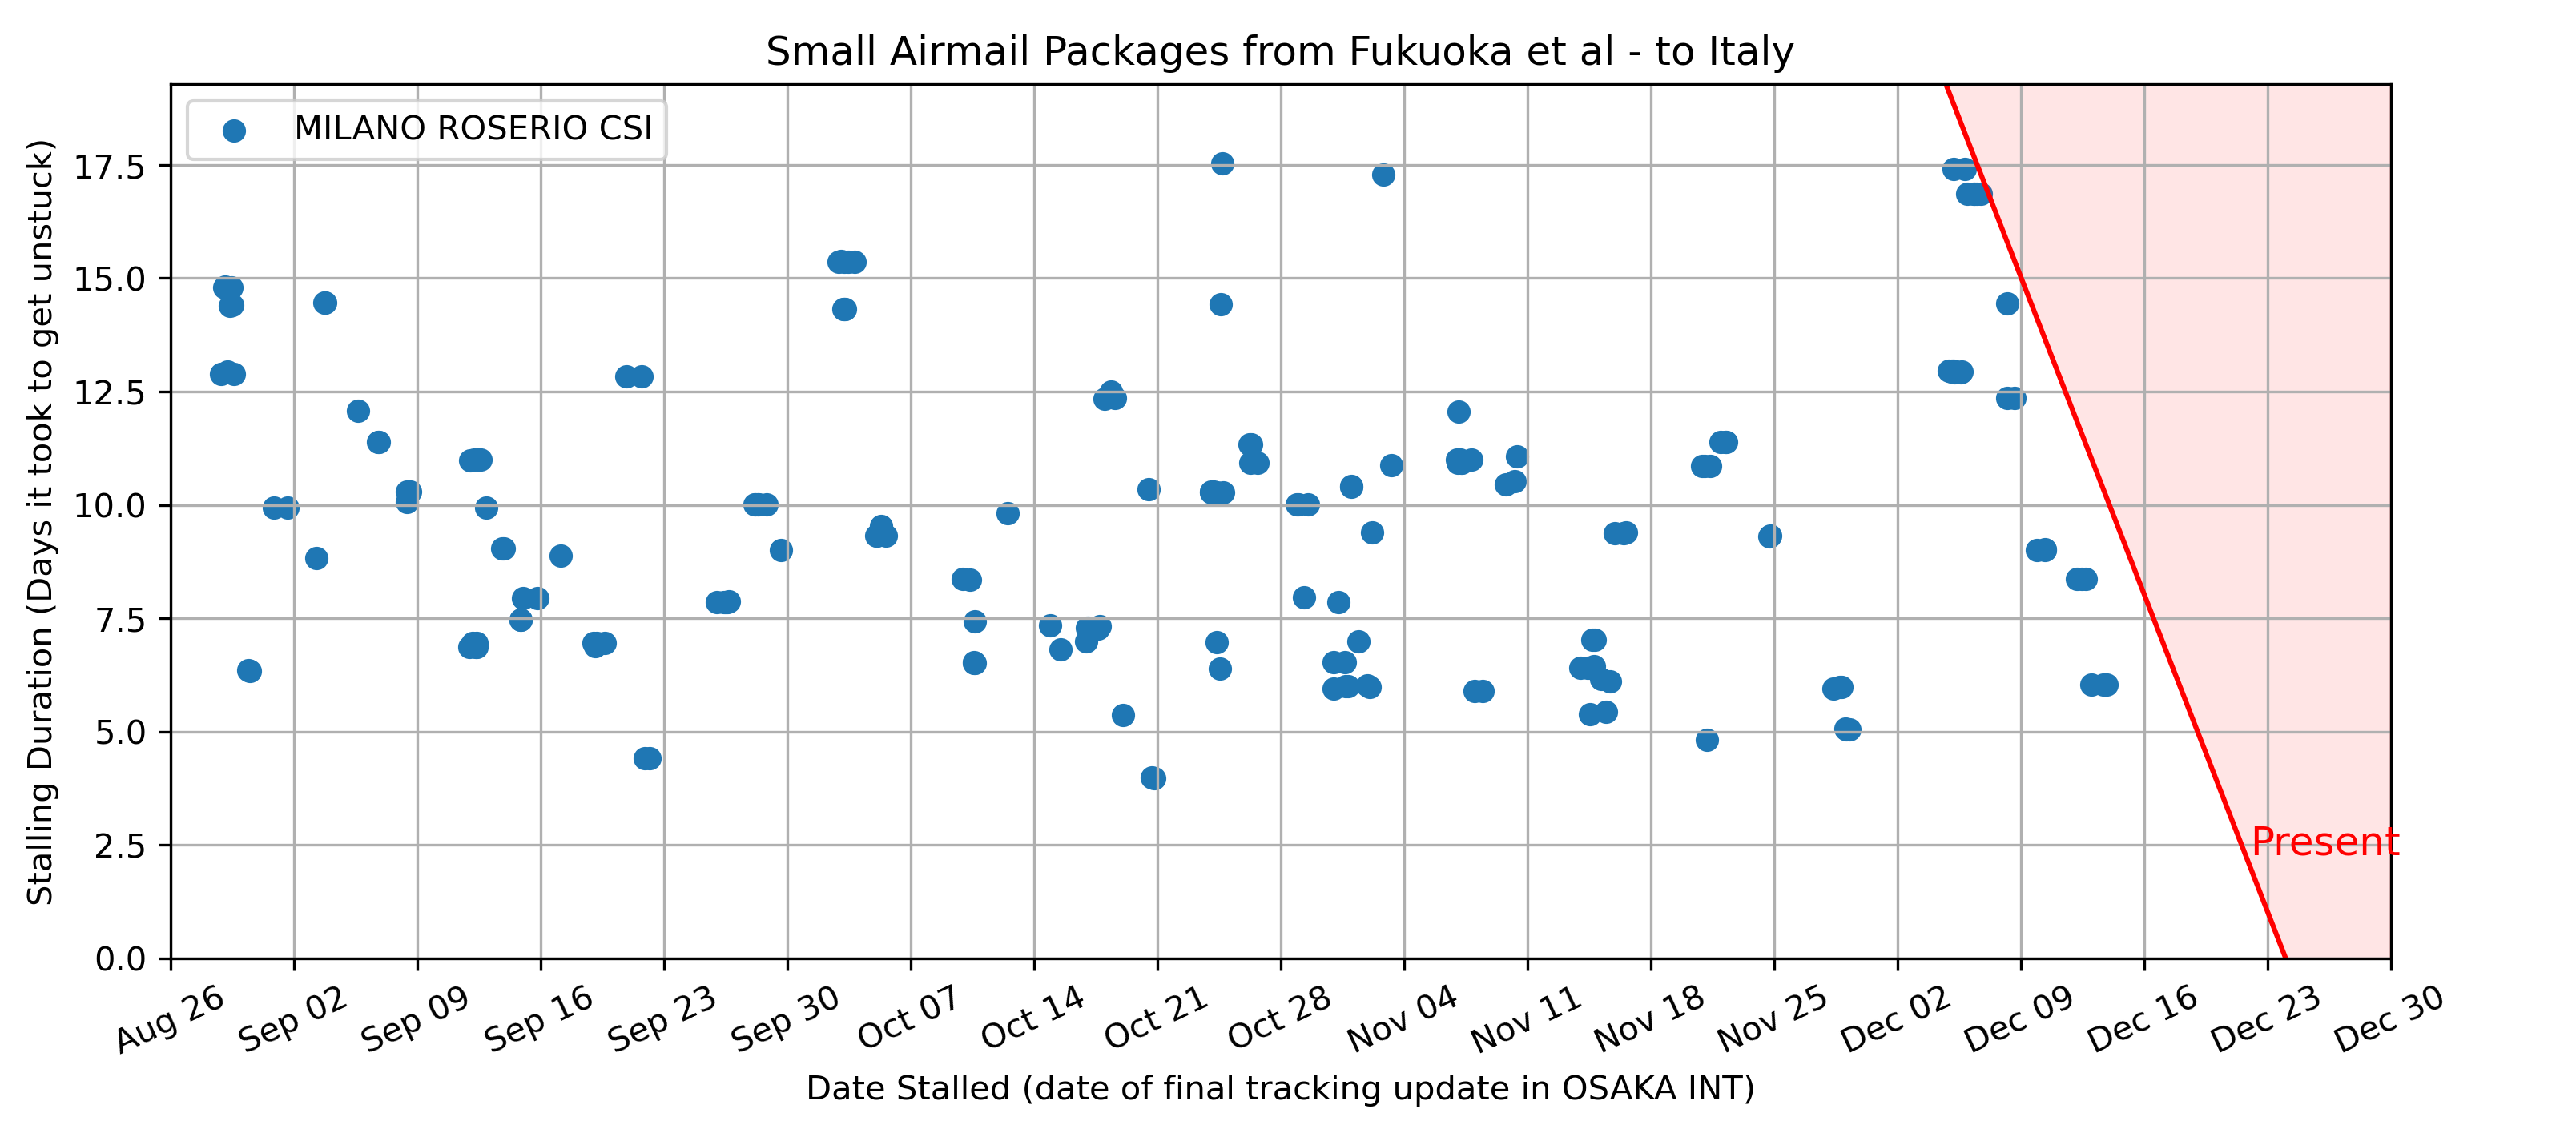 Small Airmail Packages from Fukuoka et al - to Italy
MILANO ROSERIO CSI
Stalling Duration (Days it took to get unstuck)
17.5
15.0
12.5
10.0
7.5
5.0
2.5
0.0
Present
Aug 26
Sep 02
Sep 09
Sep 16
Sep 23
Sep 30
Oct 07
Oct 14
Oct 21
Oct 28
Nov 04
Nov 11
Nov 18
Nov 25
Dec 02
Dec 09
Dec 16
Dec 23
Dec 30
Date Stalled (date of final tracking update in OSAKA INT)